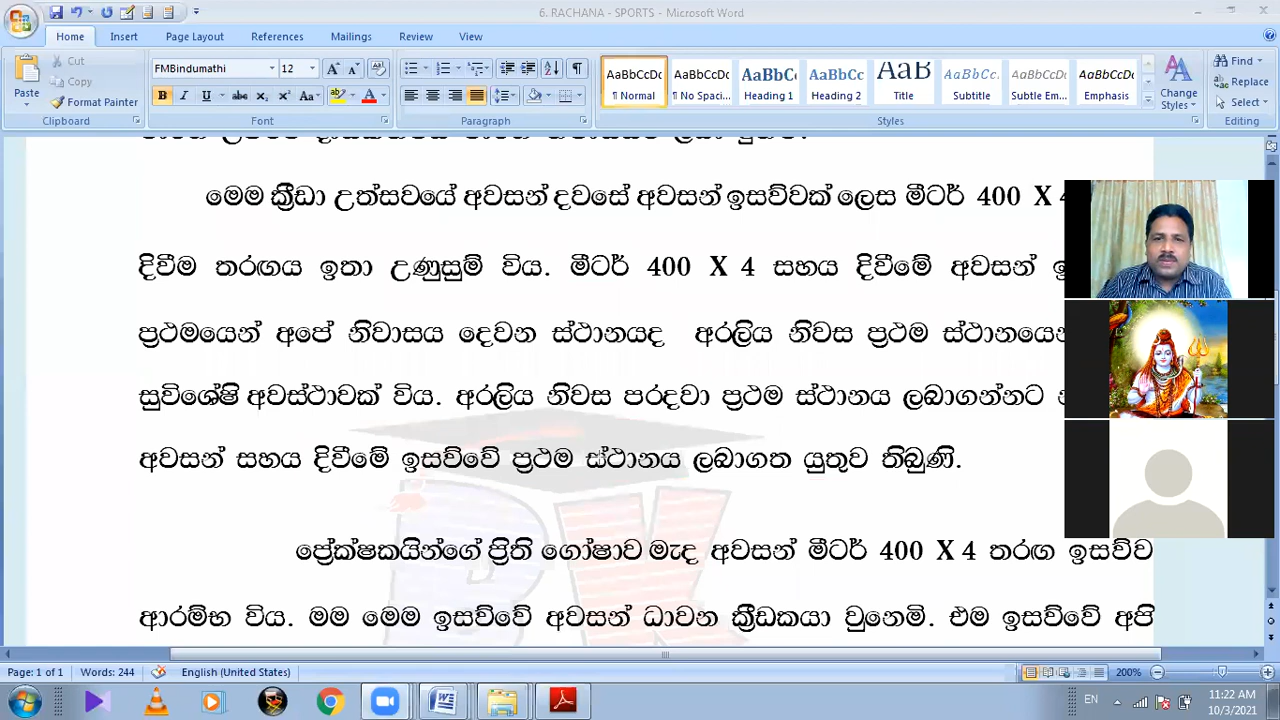 6. RACHANA - SPORTS - Microsoft Word
Home Insert Page Layout References Mailings Review View
Cut
Copy
Format Painter
Paste
FMBindumathi 12
AaBbCcDc AaBbCcDc AaBbCc AaBbCc AaB AaBbCc AaBbCcDc AaBbCcDc
¶ Normal ¶ No Spaci... Heading 1 Heading 2 Title Subtitle Subtle Em... Emphasis
Change Styles
Find
Replace
Select
Clipboard Font Paragraph Styles Editing
මෙම ක්‍රීඩා උත්සවයේ අවසන් දවසේ අවසන් ඉසව්වක් ලෙස මීටර් 400 X
දිවීම තරඟය ඉතා උණුසුම් විය. මීටර් 400 X 4 සහය දිවීමේ අවසන්
ප්‍රථමයෙන් අපේ නිවාසය දෙවන ස්ථානයද අරලිය නිවස ප්‍රථම
සුවිශේෂි අවස්ථාවක් විය. අරලිය නිවස පරදවා ප්‍රථම ස්ථානය ලබාගන්නට
අවසන් සහය දිවීමේ ඉසව්වේ ප්‍රථම ස්ථානය ලබාගත යුතුව තිබුණි.
ප්‍රේක්ෂකයින්ගේ ප්‍රිති ගෝෂාව මැද අවසන් මීටර් 400 X 4 තරඟ ඉසව්ව
ආරම්භ විය. මම මෙම ඉසව්වේ අවසන් ධාවන ක්‍රීඩකයා වුනෙමි. එම ඉසව්වේ අපි
Page: 1 of 1 Words: 244 English (United States) 200%
EN 11:22 AM
10/3/2021